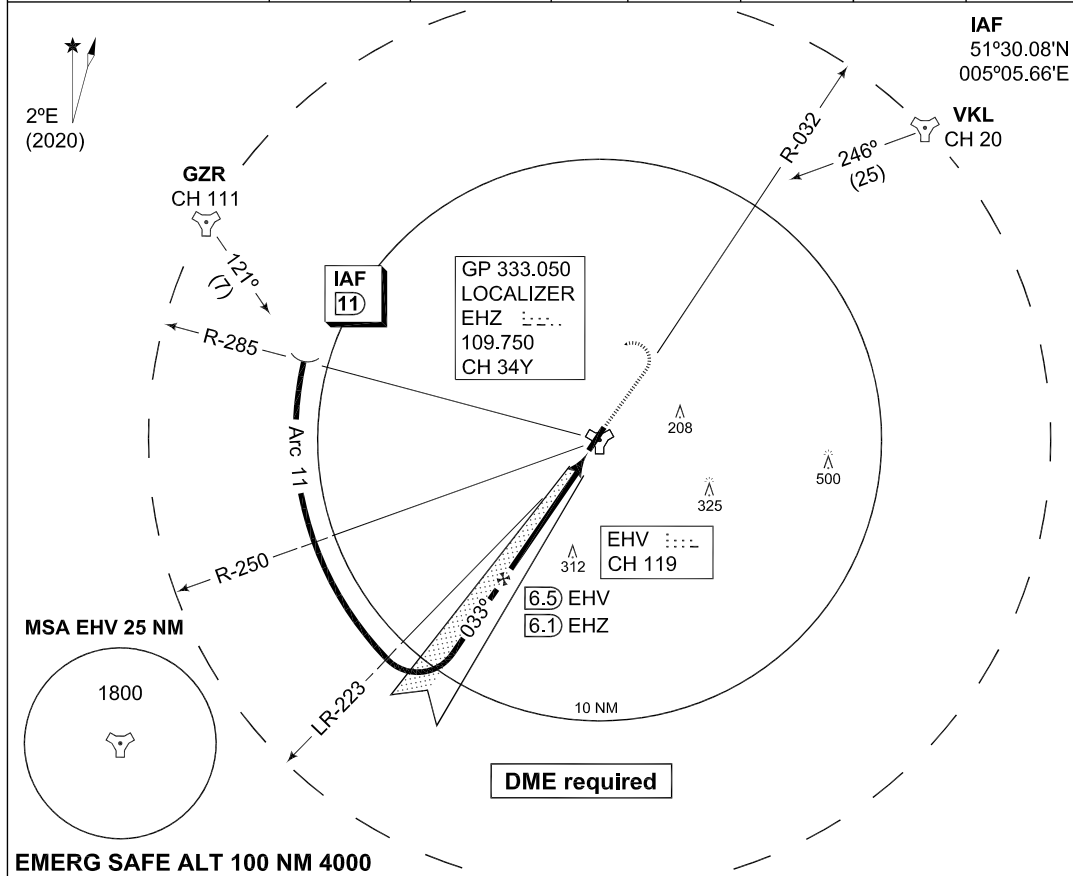 IAF
51º30.08'N
005º05.66'E
2ºE
(2020)
VKL
CH 20
R-032
246º
(25)
GZR
CH 111
121º
(7)
IAF
11
GP 333.050
LOCALIZER
EHZ
109.750
CH 34Y
R-285
208
Arc 11
500
325
EHV
CH 119
312
R-250
6.5 EHV
6.1 EHZ
033º
MSA EHV 25 NM
1800
LR-223
10 NM
DME required
EMERG SAFE ALT 100 NM 4000